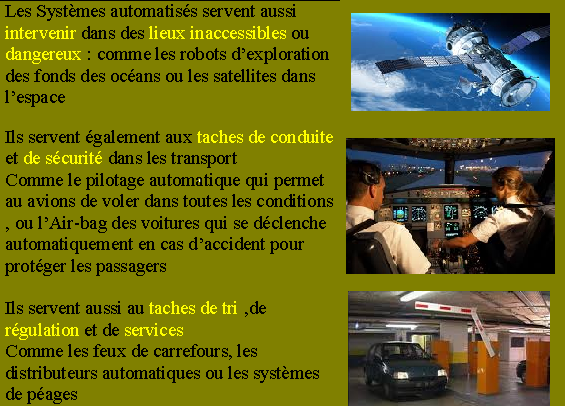 Les Systèmes automatisés servent aussi
intervenir dans des lieux inaccessibles ou
dangereux : comme les robots d’exploration
des fonds des océans ou les satellites dans
l’espace
Ils servent également aux taches de conduite
et de sécurité dans les transport
Comme le pilotage automatique qui permet
au avions de voler dans toutes les conditions
, ou l’Air-bag des voitures qui se déclenche
automatiquement en cas d’accident pour
protéger les passagers
Ils servent aussi au taches de tri ,de
régulation et de services
Comme les feux de carrefours, les
distributeurs automatiques ou les systèmes
de péages